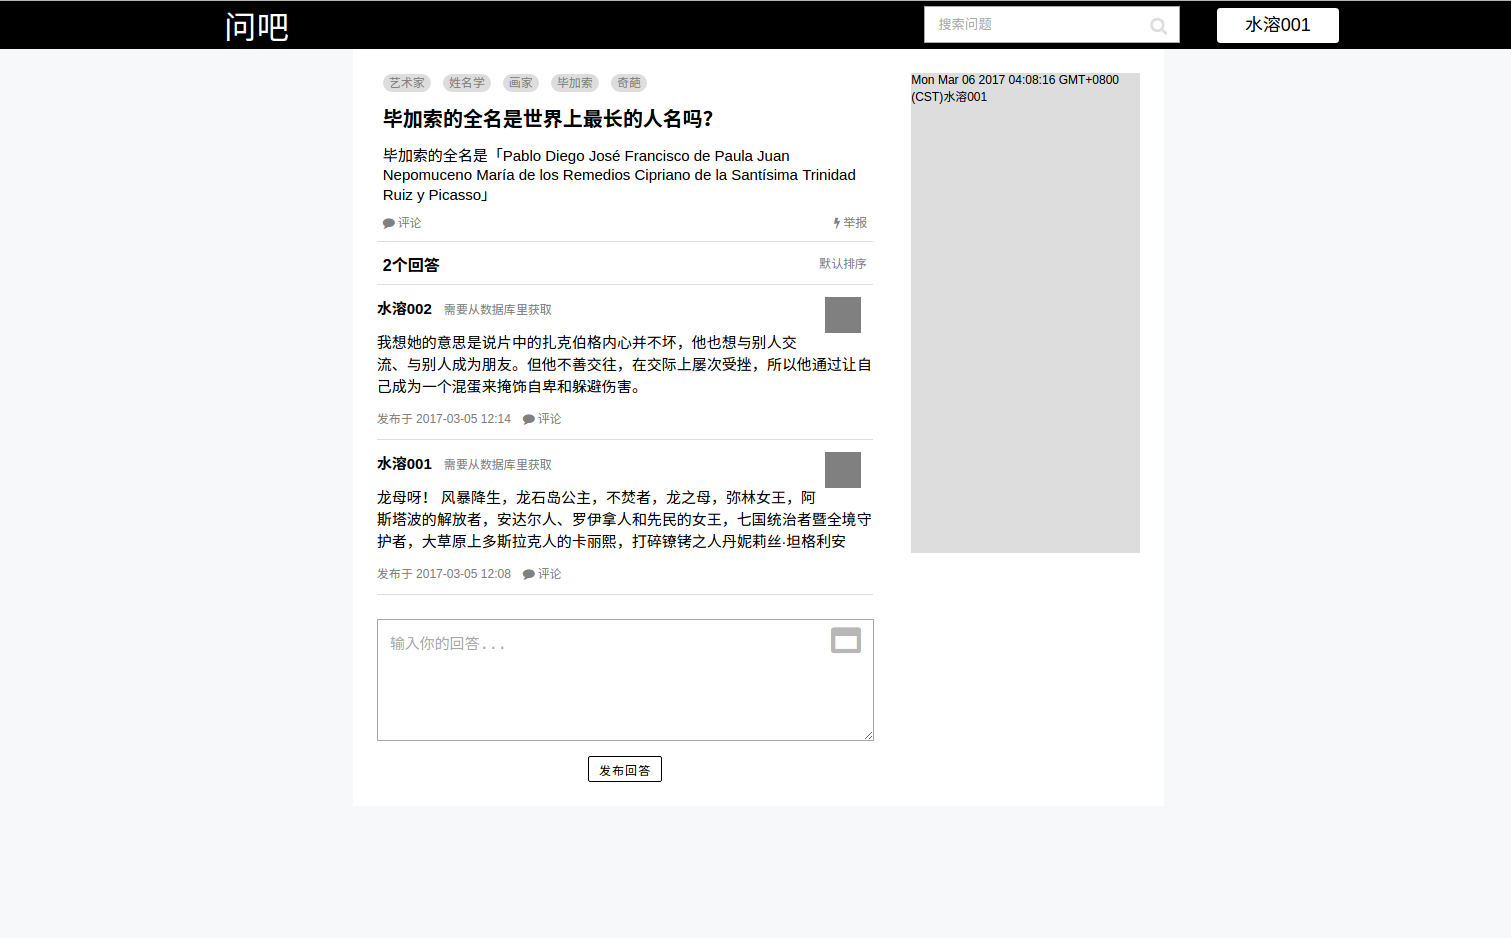 问吧
搜索问题
水溶001
艺术家 姓名学 画家 毕加索 奇葩
毕加索的全名是世界上最长的人名吗？
毕加索的全名是「Pablo Diego José Francisco de Paula Juan
Nepomuceno María de los Remedios Cipriano de la Santísima Trinidad
Ruiz y Picasso」
评论 举报
2个回答 默认排序
水溶002 需要从数据库里获取
我想她的意思是说片中的扎克伯格内心并不坏，他也想与别人交
流、与别人成为朋友。但他不善交往，在交际上屡次受挫，所以他通过让自
己成为一个混蛋来掩饰自卑和躲避伤害。
发布于 2017-03-05 12:14 评论
水溶001 需要从数据库里获取
龙母呀！ 风暴降生，龙石岛公主，不焚者，龙之母，弥林女王，阿
斯塔波的解放者，安达尔人、罗伊拿人和先民的女王，七国统治者暨全境守
护者，大草原上多斯拉克人的卡丽熙，打碎镣铐之人丹妮莉丝·坦格利安
发布于 2017-03-05 12:08 评论
输入你的回答...
发布回答
Mon Mar 06 2017 04:08:16 GMT+0800
(CST)水溶001